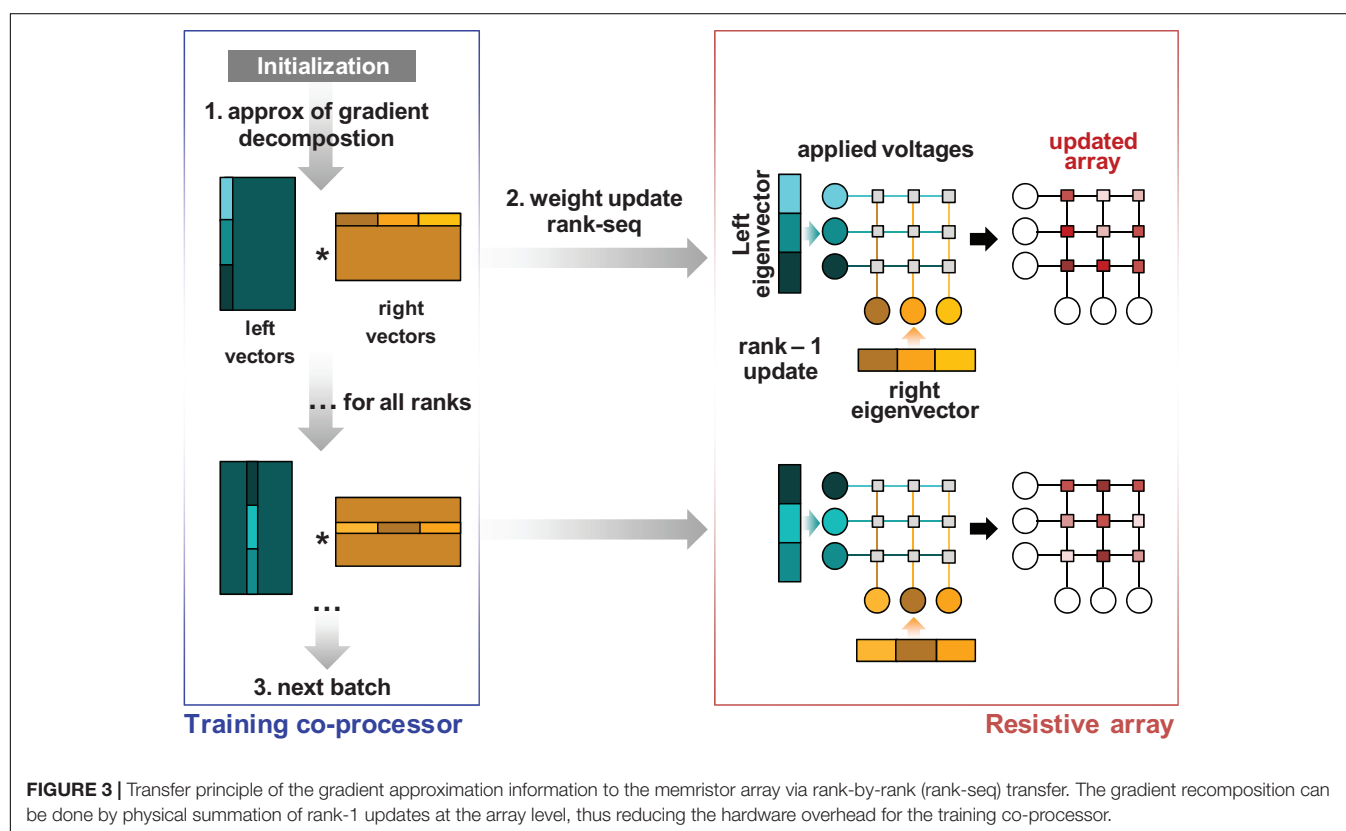 Initialization
1. approx of gradient
decompostion
*
left
vectors
right
vectors
2. weight update
rank-seq
... for all ranks
*
...
3. next batch
Training co-processor
applied voltages
updated
array
Left
eigenvector
rank – 1
update
right
eigenvector
Resistive array
FIGURE 3 | Transfer principle of the gradient approximation information to the memristor array via rank-by-rank (rank-seq) transfer. The gradient recomposition can
be done by physical summation of rank-1 updates at the array level, thus reducing the hardware overhead for the training co-processor.